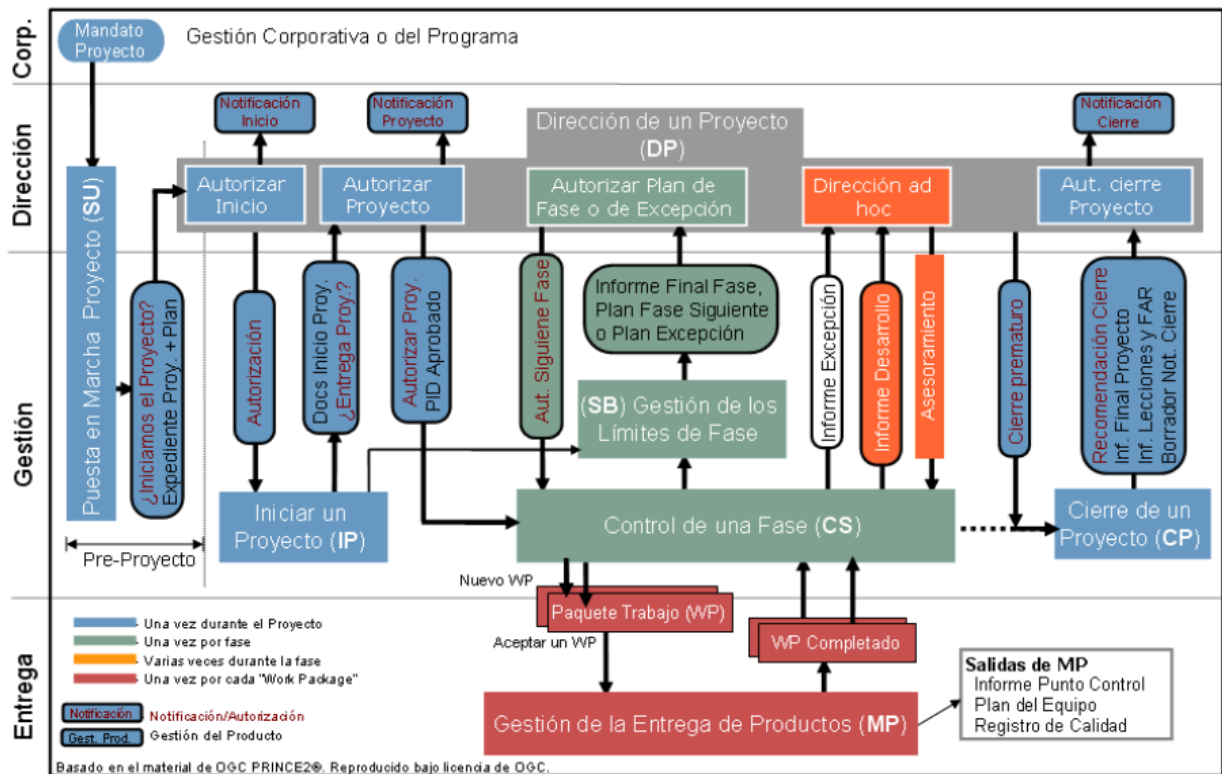 Corp.
Mandato
Proyecto
Gestión Corporativa o del Programa
Dirección
Notificación
Inicio
Notificación
Proyecto
Dirección de un Proyecto
(DP)
Notificación
Cierre
Autorizar
Inicio
Autorizar
Proyecto
Autorizar Plan de
Fase o de Excepción
Dirección ad
hoc
Aut. cierre
Proyecto
Gestión
Puesta en Marcha Proyecto (SU)
¿Iniciamos el Proyecto?
Expediente Proy. + Plan
Autorización
Docs Inicio Proy.
¿Entrega Proy.?
Autorizar Proy.
PID Aprobado
Aut. Siguiene Fase
Informe Final Fase,
Plan Fase Siguiente
o Plan Excepción
Informe Excepción
Informe Desarrollo
Asesoramiento
Cierre prematuro
Recomendación Cierre
Inf. Final Proyecto
Inf. Lecciones y FAR
Borrador Not. Cierre
(SB) Gestión de los
Límites de Fase
Iniciar un
Proyecto (IP)
Control de una Fase (CS)
Cierre de un
Proyecto (CP)
Pre-Proyecto
Entrega
Nuevo WP
Paquete Trabajo (WP)
Aceptar un WP
WP Completado
Una vez durante el Proyecto
Una vez por fase
Varias veces durante la fase
Una vez por cada "Work Package"
Notificación Notificación/Autorización
Gest. Prod. Gestión del Producto
Gestión de la Entrega de Productos (MP)
Salidas de MP
Informe Punto Control
Plan del Equipo
Registro de Calidad
Basado en el material de OGC PRINCE2®. Reproducido bajo licencia de OGC.